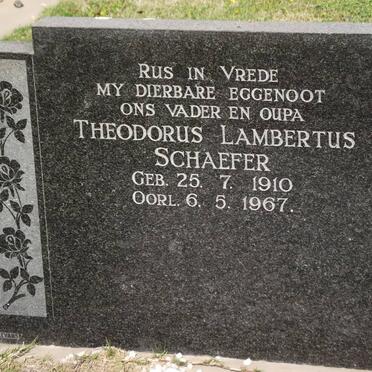 RUS IN VREDE
MY DIERBARE EGGENOOT
ONS VADER EN OUPA
THEODORUS LAMBERTUS
SCHAEFER
GEB. 25. 7. 1910
OORL. 6. 5. 1967.